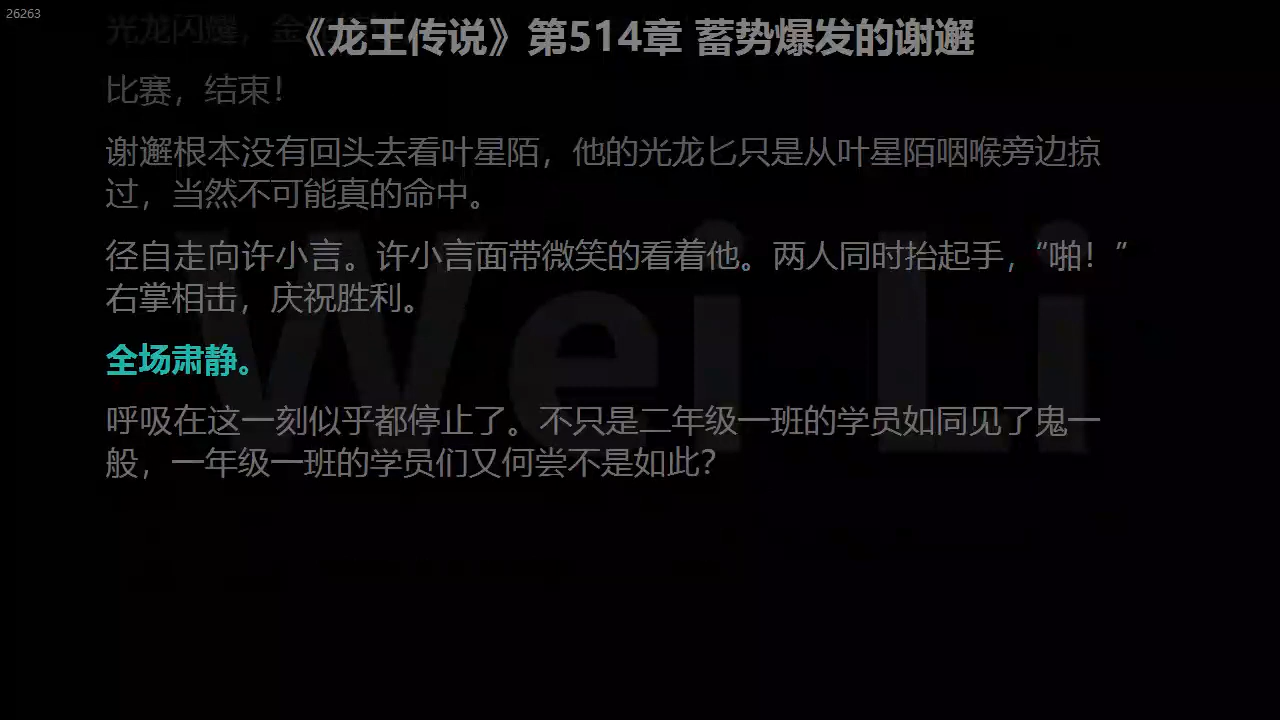 26263
《龙王传说》第514章 蓄势爆发的谢邂
光龙闪耀，金
比赛，结束！
谢邂根本没有回头去看叶星陌，他的光龙匕只是从叶星陌咽喉旁边掠
过，当然不可能真的命中。
径自走向许小言。许小言面带微笑的看着他。两人同时抬起手，“啪！”
右掌相击，庆祝胜利。
全场肃静。
呼吸在这一刻似乎都停止了。不只是二年级一班的学员如同见了鬼一
般，一年级一班的学员们又何尝不是如此？
Wei Li